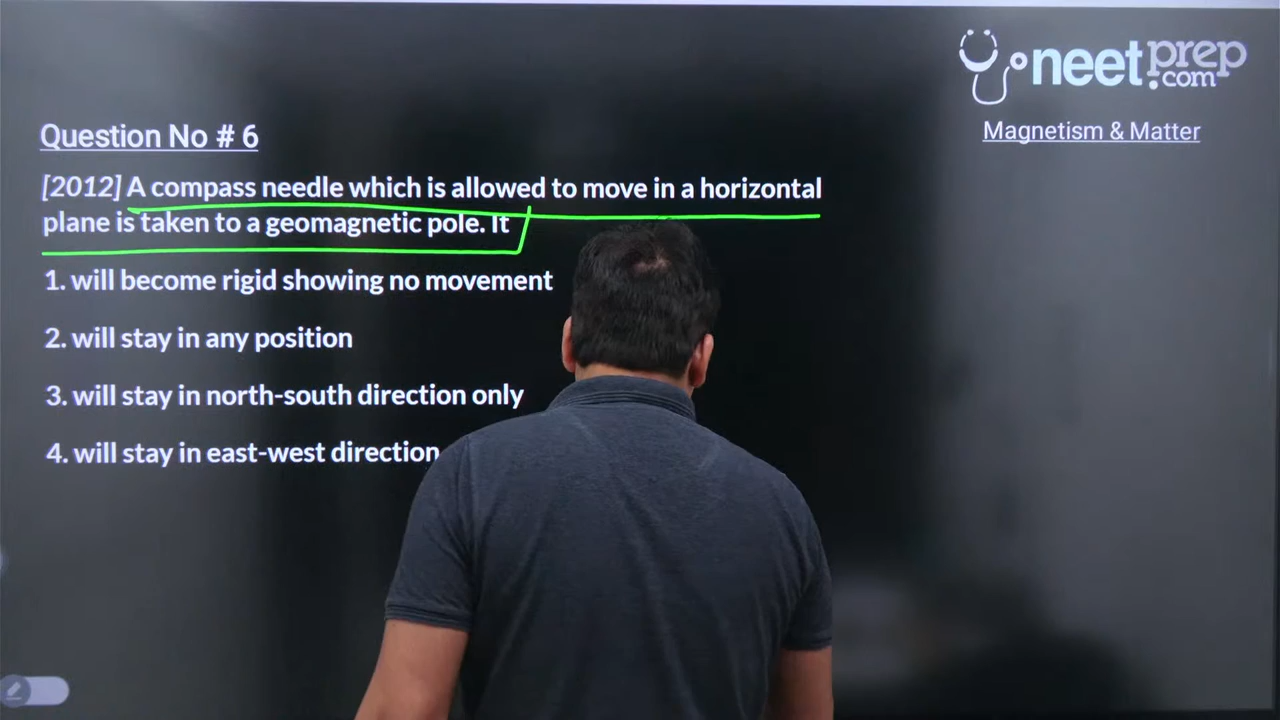 neetprep
.com
Magnetism & Matter
Question No # 6
[2012] A compass needle which is allowed to move in a horizontal
plane is taken to a geomagnetic pole. It
1. will become rigid showing no movement
2. will stay in any position
3. will stay in north-south direction only
4. will stay in east-west direction